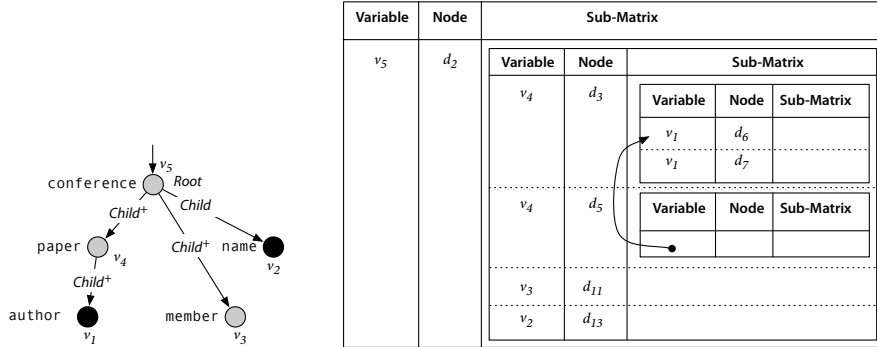 v5
conference
Root
Child+
Child
paper
v4
Child+
name
v2
Child+
author
v1
member
v3
Variable Node Sub-Matrix
v5 d2
Variable Node Sub-Matrix
v4 d3
Variable Node Sub-Matrix
v1 d6
v1 d7
v4 d5
Variable Node Sub-Matrix
v3 d11
v2 d13